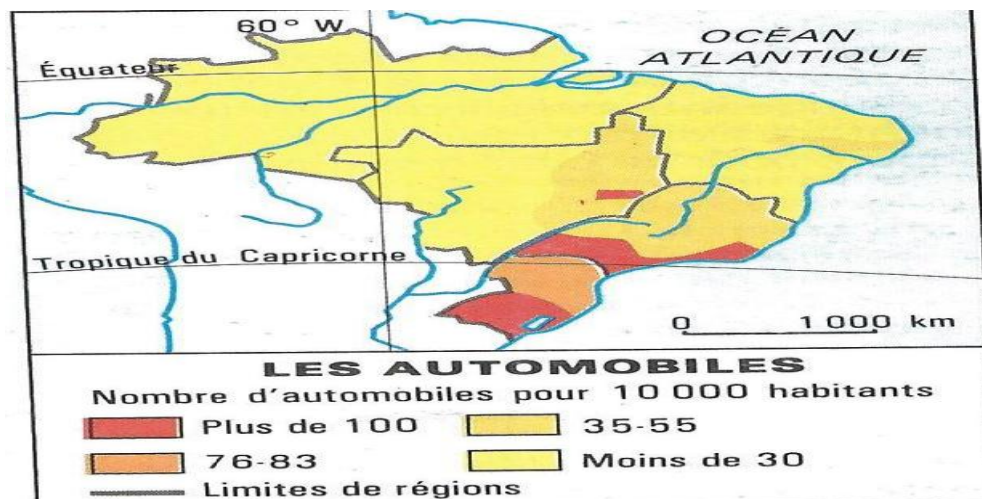 60° W
OCÉAN
ATLANTIQUE
Équateur
Tropique du Capricorne
0 1 000 km
LES AUTOMOBILES
Nombre d'automobiles pour 10 000 habitants
Plus de 100
35-55
76-83
Moins de 30
Limites de régions